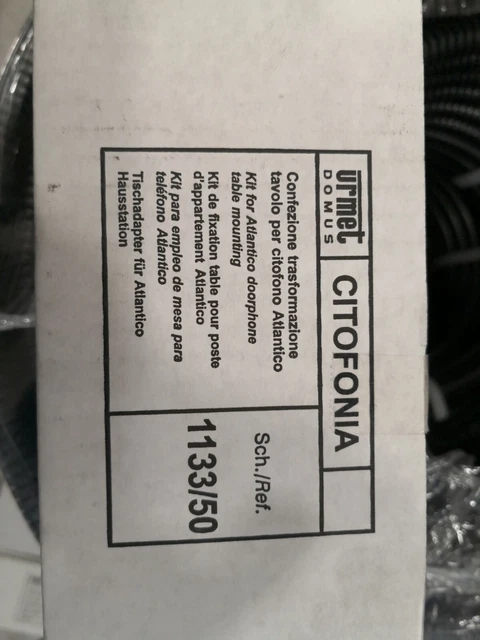 urmet
DOMUS
CITOFONIA
Confezione trasformazione
tavolo per citofono Atlantico
Kit for Atlantico doorphone
table mounting
Kit de fixation table pour poste
d'appartement Atlantico
Kit para empleo de mesa para
teléfono Atlantico
Tischadapter für Atlantico
Hausstation
Sch./Ref.
1133/50